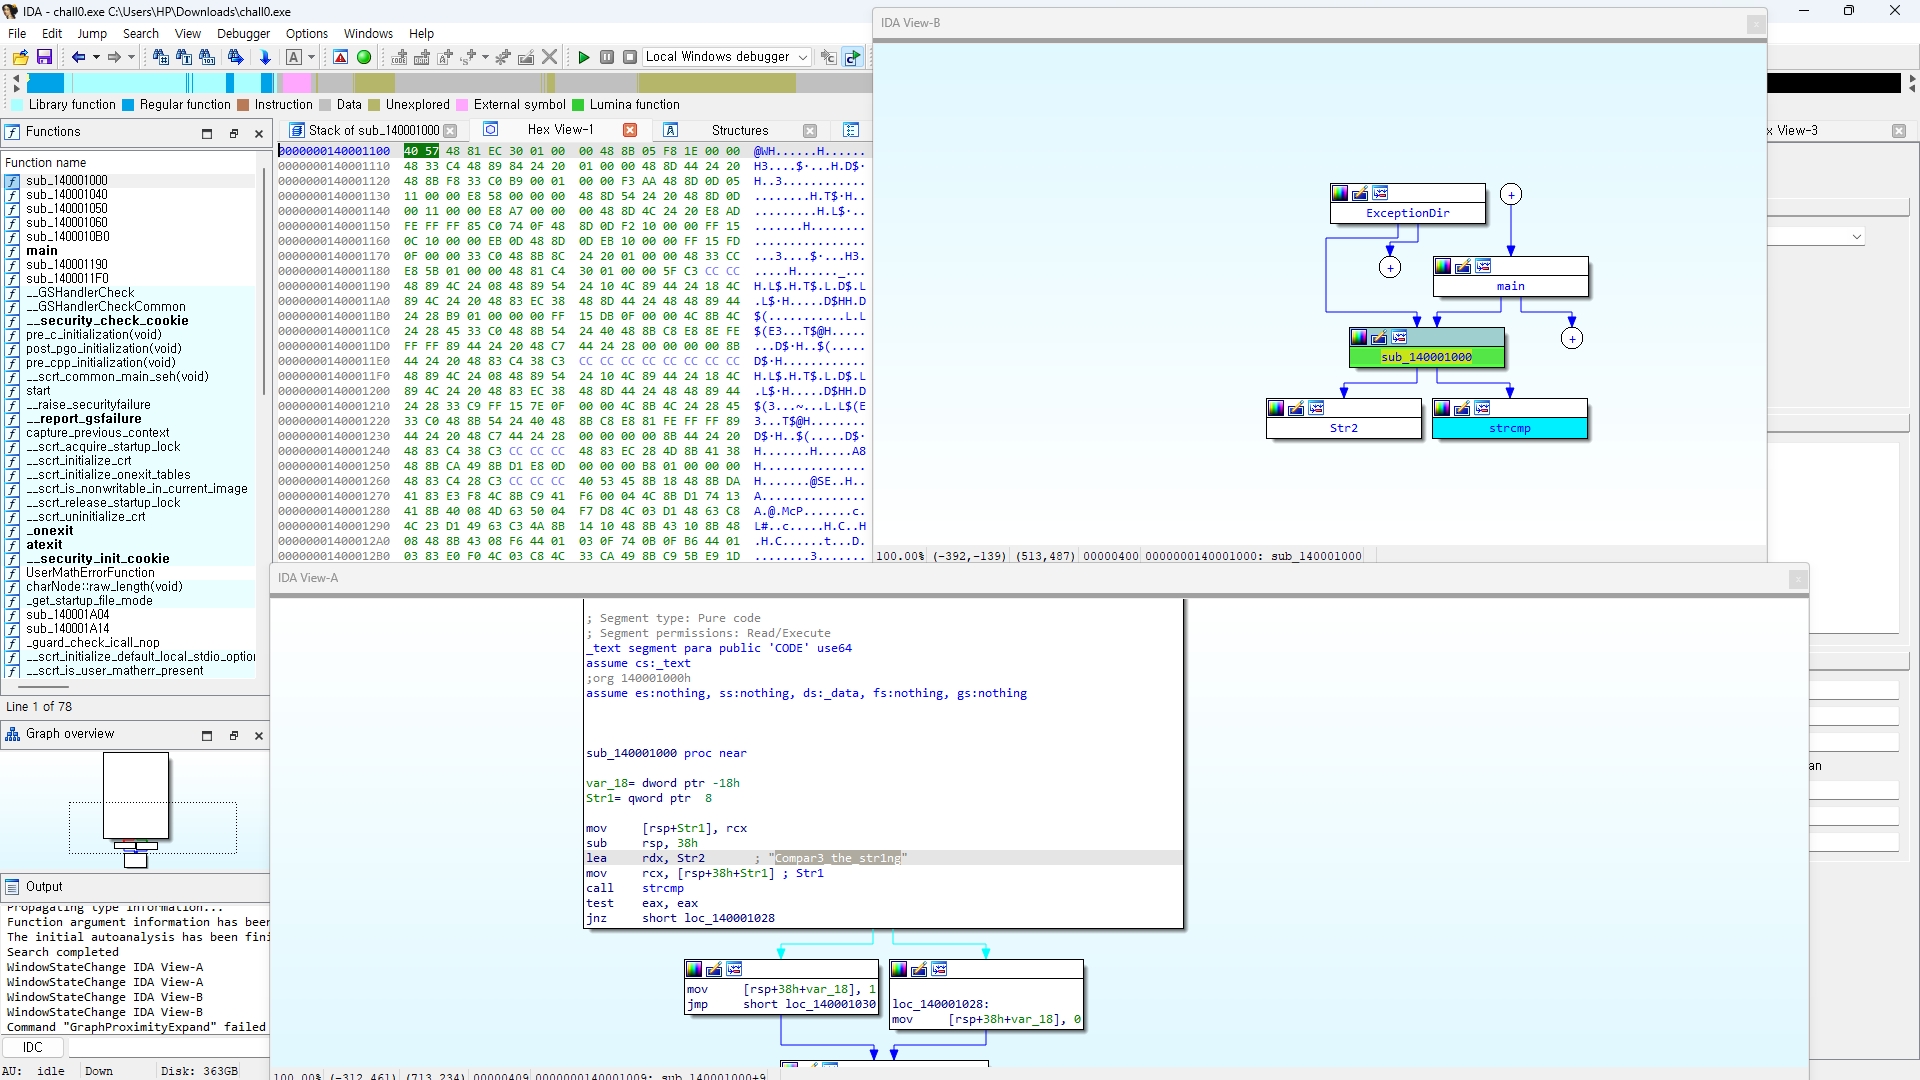 IDA - chall0.exe C:\Users\HP\Downloads\chall0.exe
File Edit Jump Search View Debugger Options Windows Help
Local Windows debugger
Library function Regular function Instruction Data Unexplored External symbol Lumina function
Functions
Function name
sub_140001000
sub_140001040
sub_140001050
sub_140001060
sub_1400010B0
main
sub_140001190
sub_1400011F0
__GSHandlerCheck
__GSHandlerCheckCommon
__security_check_cookie
pre_c_initialization(void)
post_pgo_initialization(void)
pre_cpp_initialization(void)
__scrt_common_main_seh(void)
start
__raise_securityfailure
__report_gsfailure
capture_previous_context
__scrt_acquire_startup_lock
__scrt_initialize_crt
__scrt_initialize_onexit_tables
__scrt_is_nonwritable_in_current_image
__scrt_release_startup_lock
__scrt_uninitialize_crt
_onexit
atexit
__security_init_cookie
UserMathErrorFunction
charNode::raw_length(void)
_get_startup_file_mode
sub_140001A04
sub_140001A14
_guard_check_icall_nop
__scrt_initialize_default_local_stdio_optio
__scrt_is_user_matherr_present
Line 1 of 78
Graph overview
Output
Propagating type information...
Function argument information has beer
The initial autoanalysis has been fini
Search completed
WindowStateChange IDA View-A
WindowStateChange IDA View-A
WindowStateChange IDA View-B
WindowStateChange IDA View-B
Command "GraphProximityExpand" failed
IDC
AU: idle Down Disk: 363GB
Stack of sub_140001000 Hex View-1 Structures
0000000140001100 40 57 48 81 EC 30 01 00 00 48 8B 05 F8 1E 00 00 @WH......H......
0000000140001110 48 33 C4 48 89 84 24 20 01 00 00 48 8D 44 24 20 H3....$·...H.D$·
0000000140001120 48 8B F8 33 C0 B9 00 01 00 00 F3 AA 48 8D 0D 05 H..3............
0000000140001130 11 00 00 E8 58 00 00 00 48 8D 54 24 20 48 8D 0D ........H.T$·H..
0000000140001140 00 11 00 00 E8 A7 00 00 00 48 8D 4C 24 20 E8 AD .........H.L$·..
0000000140001150 FE FF FF 85 C0 74 0F 48 8D 0D F2 10 00 00 FF 15 .......H........
0000000140001160 0C 10 00 00 EB 0D 48 8D 0D EB 10 00 00 FF 15 FD ................
0000000140001170 0F 00 00 33 C0 48 8B 8C 24 20 01 00 00 48 33 CC ...3....$·...H3.
0000000140001180 E8 5B 01 00 00 48 81 C4 30 01 00 00 5F C3 CC CC .....H......_...
0000000140001190 48 89 4C 24 08 48 89 54 24 10 4C 89 44 24 18 4C H.L$.H.T$.L.D$.L
00000001400011A0 89 4C 24 20 48 83 EC 38 48 8D 44 24 48 48 89 44 .L$·H.....D$HH.D
00000001400011B0 24 28 B9 01 00 00 00 FF 15 DB 0F 00 00 4C 8B 4C $(...........L.L
00000001400011C0 24 28 45 33 C0 48 8B 54 24 40 48 8B C8 E8 8E FE $(E3...T$@H.....
00000001400011D0 FF FF 89 44 24 20 48 C7 44 24 28 00 00 00 00 8B ...D$·H..$(.....
00000001400011E0 44 24 20 48 83 C4 38 C3 CC CC CC CC CC CC CC CC D$·H............
00000001400011F0 48 89 4C 24 08 48 89 54 24 10 4C 89 44 24 18 4C H.L$.H.T$.L.D$.L
0000000140001200 89 4C 24 20 48 83 EC 38 48 8D 44 24 48 48 89 44 .L$·H.....D$HH.D
0000000140001210 24 28 33 C9 FF 15 7E 0F 00 00 4C 8B 4C 24 28 45 $(3...~...L.L$(E
0000000140001220 33 C0 48 8B 54 24 40 48 8B C8 E8 81 FE FF FF 89 3...T$@H........
0000000140001230 44 24 20 48 C7 44 24 28 00 00 00 00 8B 44 24 20 D$·H..$(.....D$·
0000000140001240 48 83 C4 38 C3 CC CC CC 48 83 EC 28 4D 8B 41 38 H.......H.....A8
0000000140001250 48 8B CA 49 8B D1 E8 0D 00 00 00 B8 01 00 00 00 H...............
0000000140001260 48 83 C4 28 C3 CC CC CC 40 53 45 8B 18 48 8B DA H.......@SE..H..
0000000140001270 41 83 E3 F8 4C 8B C9 41 F6 00 04 4C 8B D1 74 13 A...............
0000000140001280 41 8B 40 08 4D 63 50 04 F7 D8 4C 03 D1 48 63 C8 A.@.McP......c.
0000000140001290 4C 23 D1 49 63 C3 4A 8B 14 10 48 8B 43 10 8B 48 L#..c.....H.C..H
00000001400012A0 08 48 8B 43 08 F6 44 01 03 0F 74 0B 0F B6 44 01 .H.C......t...D.
00000001400012B0 03 83 E0 F0 4C 03 C8 4C 33 CA 49 8B C9 5B E9 1D ........3.......
IDA View-B
ExceptionDir
main
sub_140001000
Str2
strcmp
100.00% (-392,-139) (513,487) 00000400 0000000140001000: sub_140001000
x View-3
an
IDA View-A
; Segment type: Pure code
; Segment permissions: Read/Execute
_text segment para public 'CODE' use64
assume cs:_text
;org 140001000h
assume es:nothing, ss:nothing, ds:_data, fs:nothing, gs:nothing
sub_140001000 proc near
var_18= dword ptr -18h
Str1= qword ptr 8
mov [rsp+Str1], rcx
sub rsp, 38h
lea rdx, Str2 ; "Compar3_the_str1ng"
mov rcx, [rsp+38h+Str1] ; Str1
call strcmp
test eax, eax
jnz short loc_140001028
mov [rsp+38h+var_18], 1
jmp short loc_140001030
loc_140001028:
mov [rsp+38h+var_18], 0
100.00% (-312,461) (713,234) 00000409 0000000140001009: sub_140001000+9